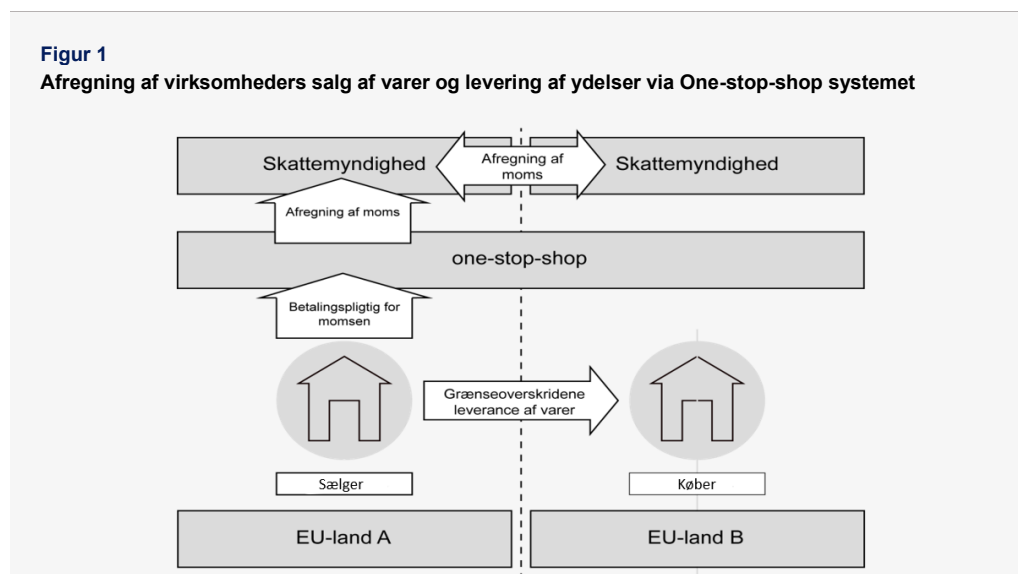 Figur 1
Afregning af virksomheders salg af varer og levering af ydelser via One-stop-shop systemet
Skattemyndighed
Afregning af
moms
Skattemyndighed
Afregning af moms
one-stop-shop
Betalingspligtig for
momsen
Grænseoverskridene
leverance af varer
Sælger
Køber
EU-land A
EU-land B